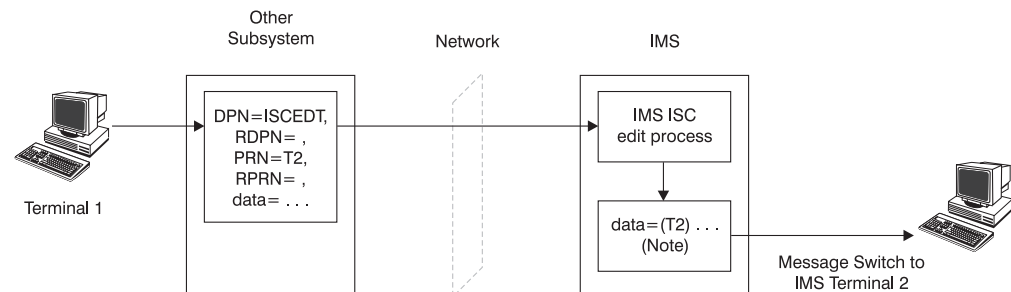 Other
Subsystem
Network
IMS
DPN=ISCEDT,
RDPN= ,
PRN=T2,
RPRN= ,
data= . . .
IMS ISC
edit process
Terminal 1
data=(T2) . . .
(Note)
Message Switch to
IMS Terminal 2